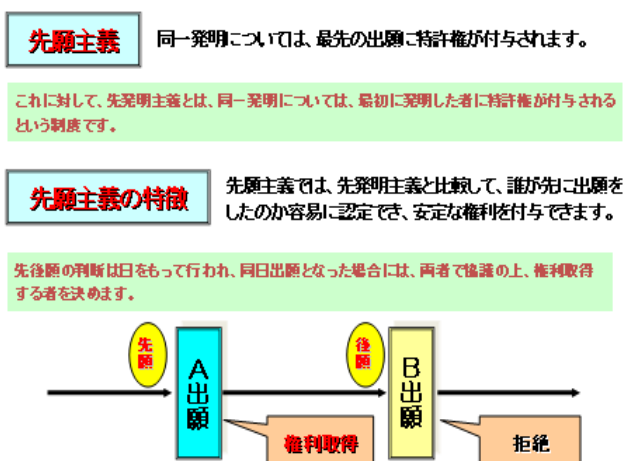 先願主義
同一発明については、最先の出願に特許権が付与されます。
これに対して、先発明主義とは、同一発明については、最初に発明した者に特許権が付与される
という制度です。
先願主義の特徴
先願主義では、先発明主義と比較して、誰が先に出願を
したのか容易に認定でき、安定な権利を付与できます。
先後願の判断は日をもって行われ、同日出願となった場合には、両者で協議の上、権利取得
する者を決めます。
先願
A出願
後願
B出願
権利取得
拒絶